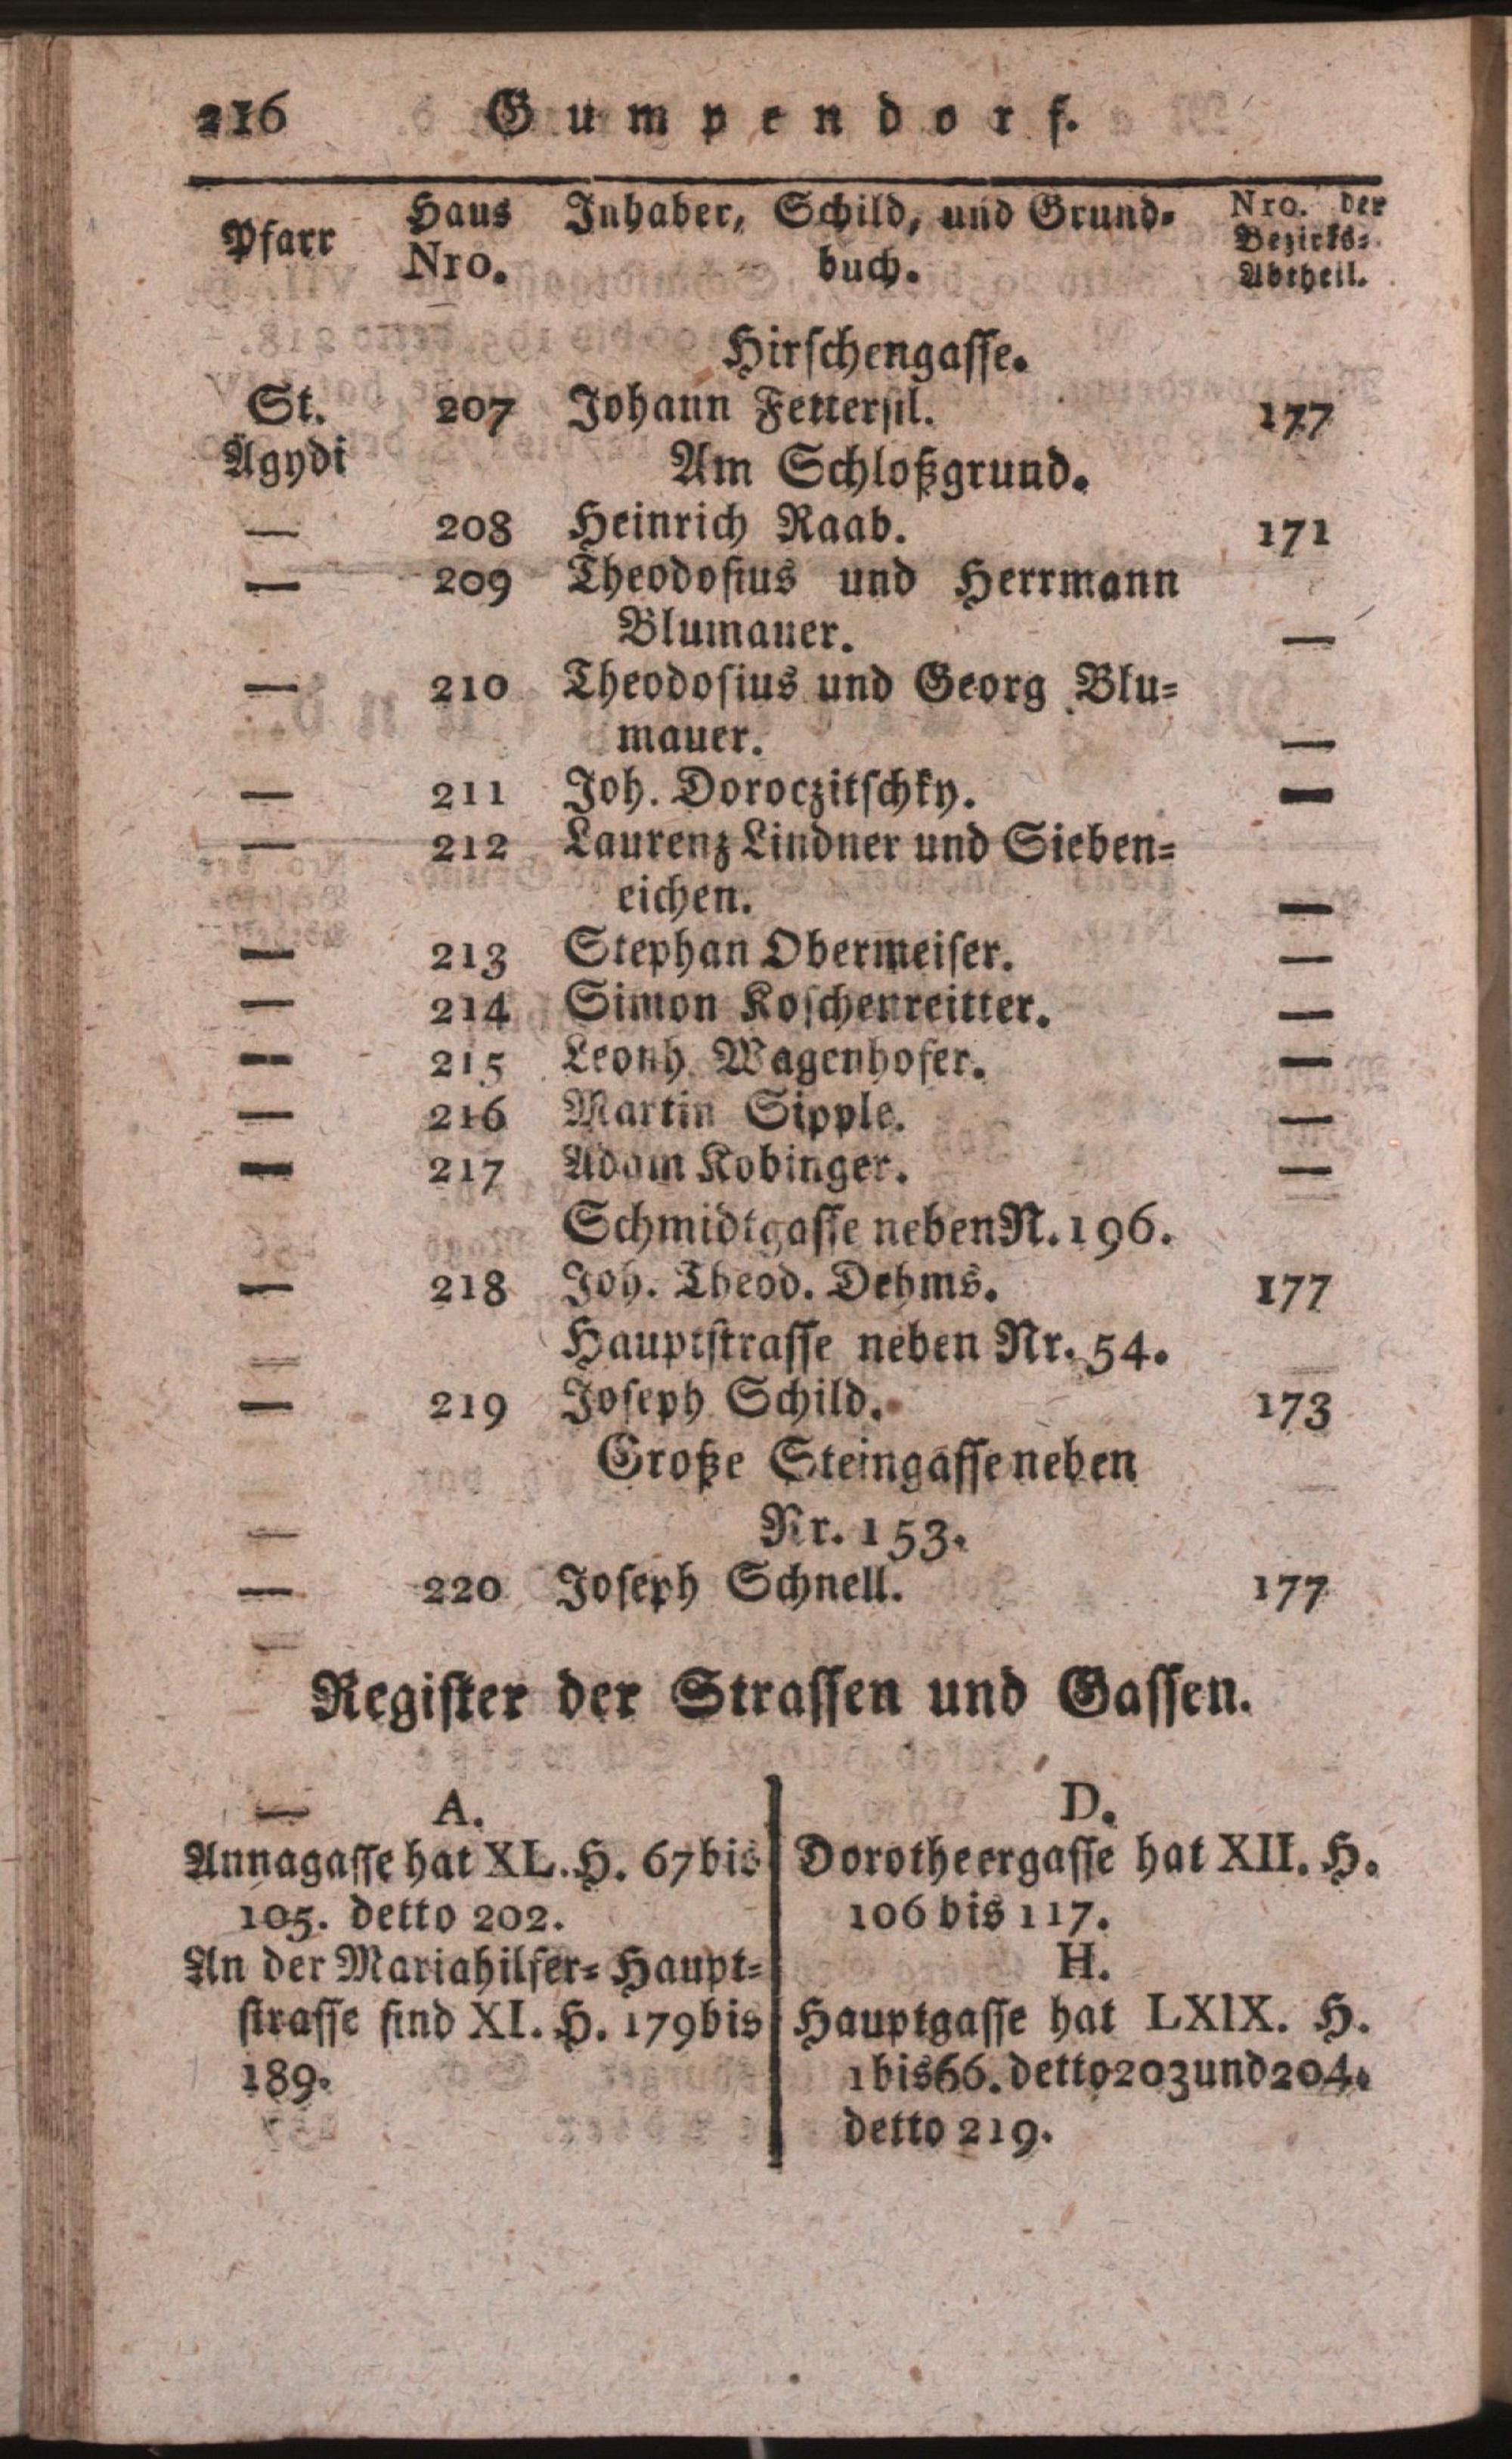 216 Gumpendorf.
Pfarr Haus Nro. Inhaber, Schild, und Grund- Nro. der Bezirks-
buch. Abtheil.
Hirschengasse.
St. 207 Johann Fettersil. 177
Ägydi Am Schloßgrund.
— 208 Heinrich Raab. 171
— 209 Theodosius und Herrmann
Blumauer. —
— 210 Theodosius und Georg Blu-
mauer. —
— 211 Joh. Doroczitschky. —
— 212 Laurenz Lindner und Sieben-
eichen. —
— 213 Stephan Obermeiser. —
— 214 Simon Koschenreitter. —
— 215 Leonh. Wagenhofer. —
— 216 Martin Sipple. —
— 217 Adam Kobinger. —
Schmidtgasse neben N. 196.
— 218 Joh. Theod. Dehms. 177
Hauptstrasse neben Nr. 54.
— 219 Joseph Schild. 173
Große Steingasse neben
Nr. 153.
— 220 Joseph Schnell. 177
Register der Strassen und Gassen.
A.
Annagasse hat XL. H. 67 bis
105. detto 202.
An der Mariahilfer-Haupt-
strasse sind XI. H. 179 bis
189.
D.
Dorotheergasse hat XII. H.
106 bis 117.
H.
Hauptgasse hat LXIX. H.
1 bis 66. detto 203 und 204.
detto 219.